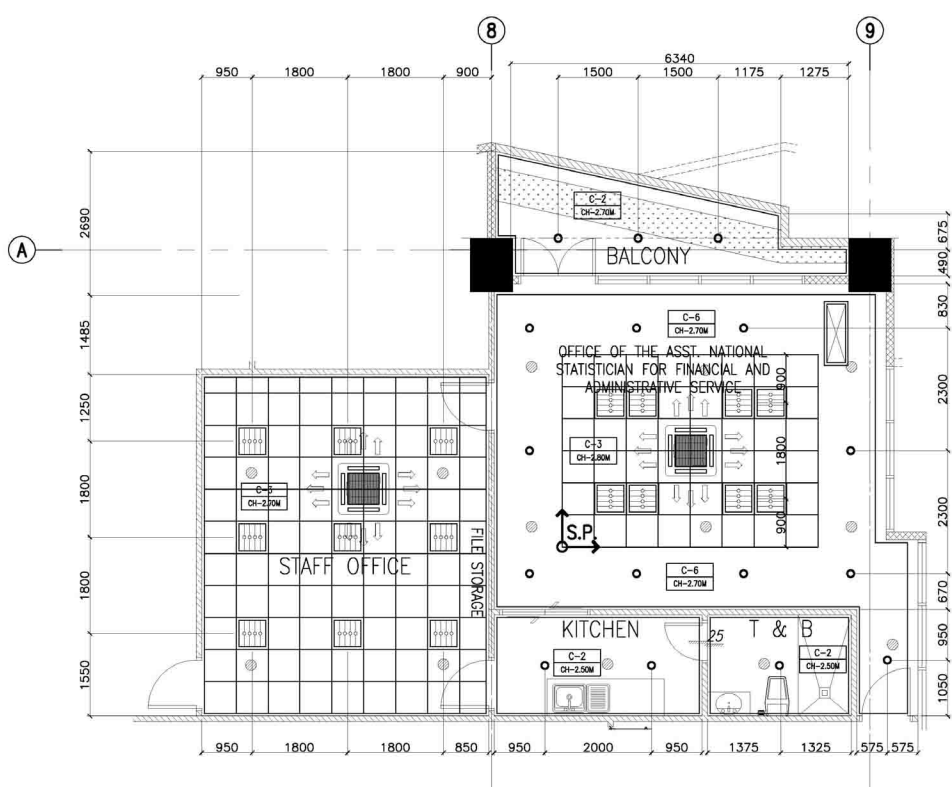 8
9
6340
950
1800
1800
900
1500
1500
1175
1275
A
2690
1485
1250
1800
1800
1550
675
490
830
2300
2300
670
950
1050
C-2
CH-2.70M
BALCONY
C-6
CH-2.70M
OFFICE OF THE ASST. NATIONAL
STATISTICIAN FOR FINANCIAL AND
ADMINISTRATIVE SERVICE
900
1800
900
C-3
CH-2.80M
S.P.
C-6
CH-2.70M
C-3
CH-2.70M
STAFF OFFICE
FILE STORAGE
KITCHEN
C-2
CH-2.50M
25
T & B
C-2
CH-2.50M
950
1800
1800
850
950
2000
950
1375
1325
575
575